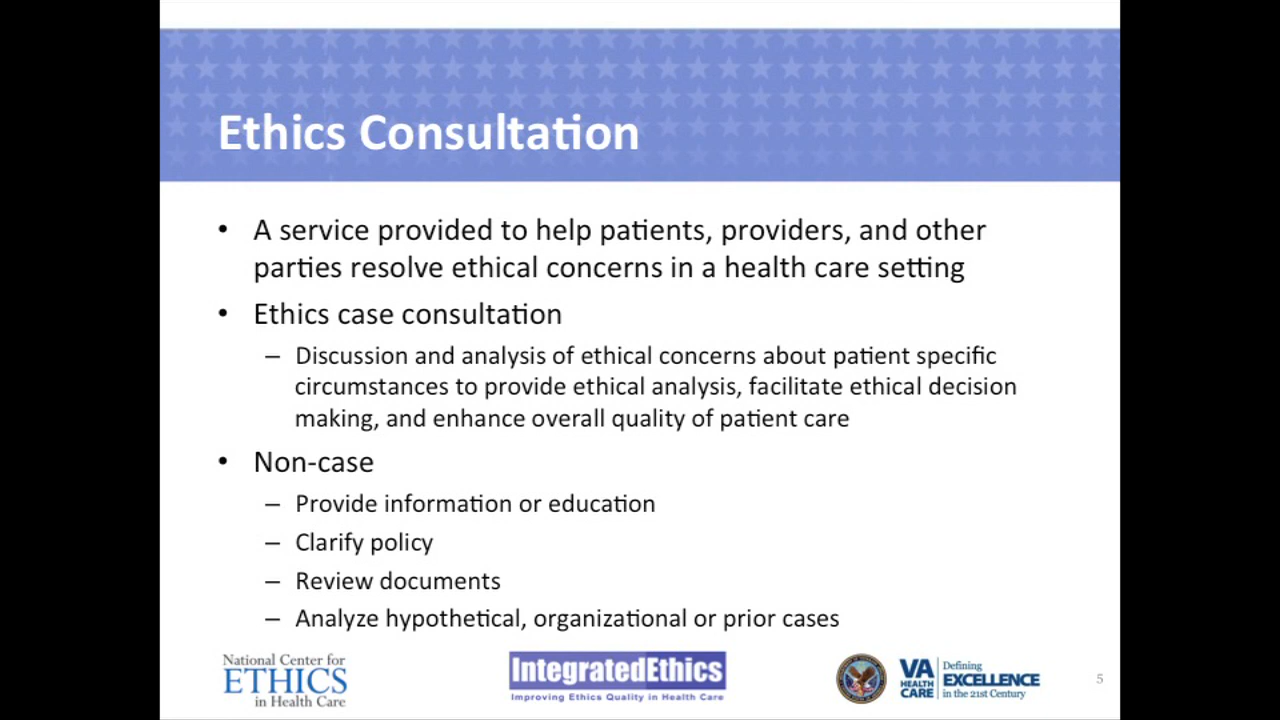 Ethics Consultation
• A service provided to help patients, providers, and other
parties resolve ethical concerns in a health care setting
• Ethics case consultation
– Discussion and analysis of ethical concerns about patient specific
circumstances to provide ethical analysis, facilitate ethical decision
making, and enhance overall quality of patient care
• Non-case
– Provide information or education
– Clarify policy
– Review documents
– Analyze hypothetical, organizational or prior cases
National Center for
ETHICS
in Health Care
IntegratedEthics
Improving Ethics Quality in Health Care
VA
HEALTH
CARE
Defining
EXCELLENCE
in the 21st Century
5